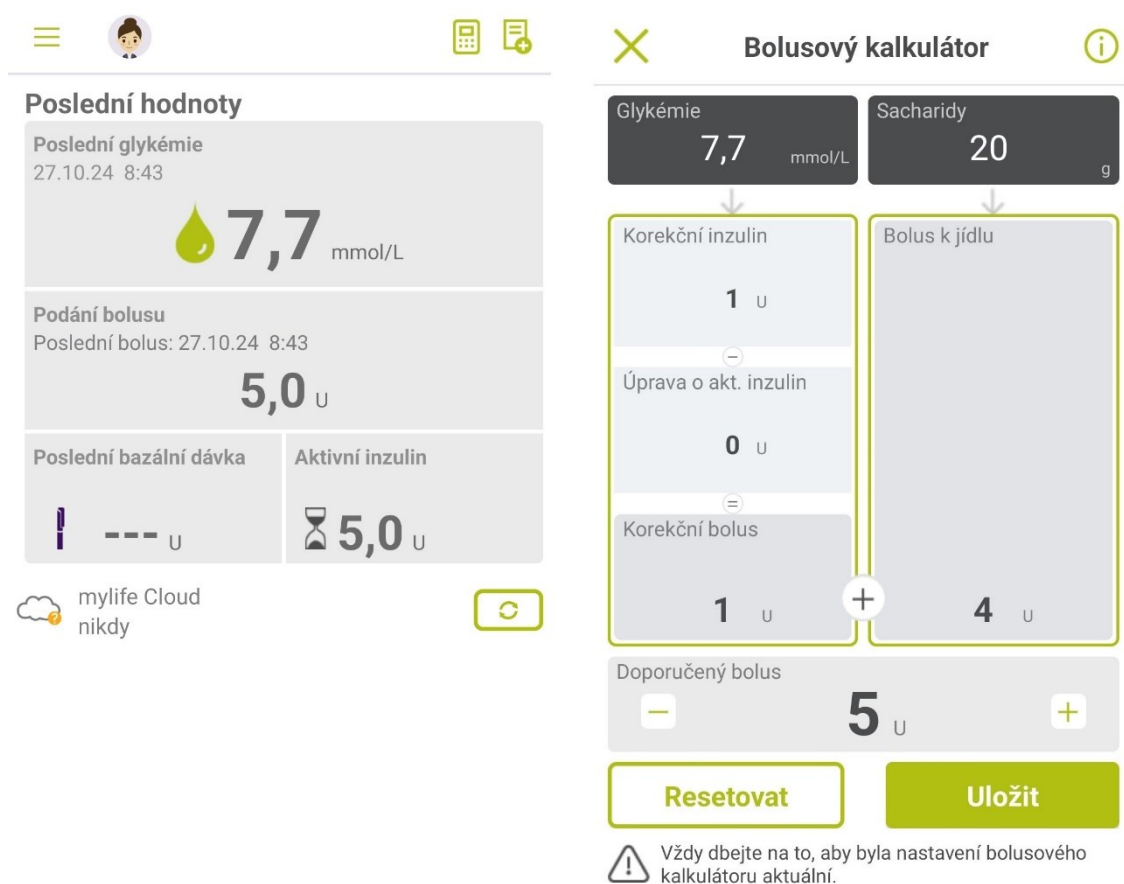 Poslední hodnoty
Poslední glykémie
27.10.24 8:43
7,7 mmol/L
Podání bolusu
Poslední bolus: 27.10.24 8:43
5,0 U
Poslední bazální dávka
--- U
Aktivní inzulin
5,0 U
mylife Cloud
nikdy
Bolusový kalkulátor
Glykémie
7,7 mmol/L
Sacharidy
20 g
Korekční inzulin
1 U
−
Úprava o akt. inzulin
0 U
=
Korekční bolus
1 U
+
Bolus k jídlu
4 U
Doporučený bolus
− 5 U +
Resetovat
Uložit
Vždy dbejte na to, aby byla nastavení bolusového
kalkulátoru aktuální.